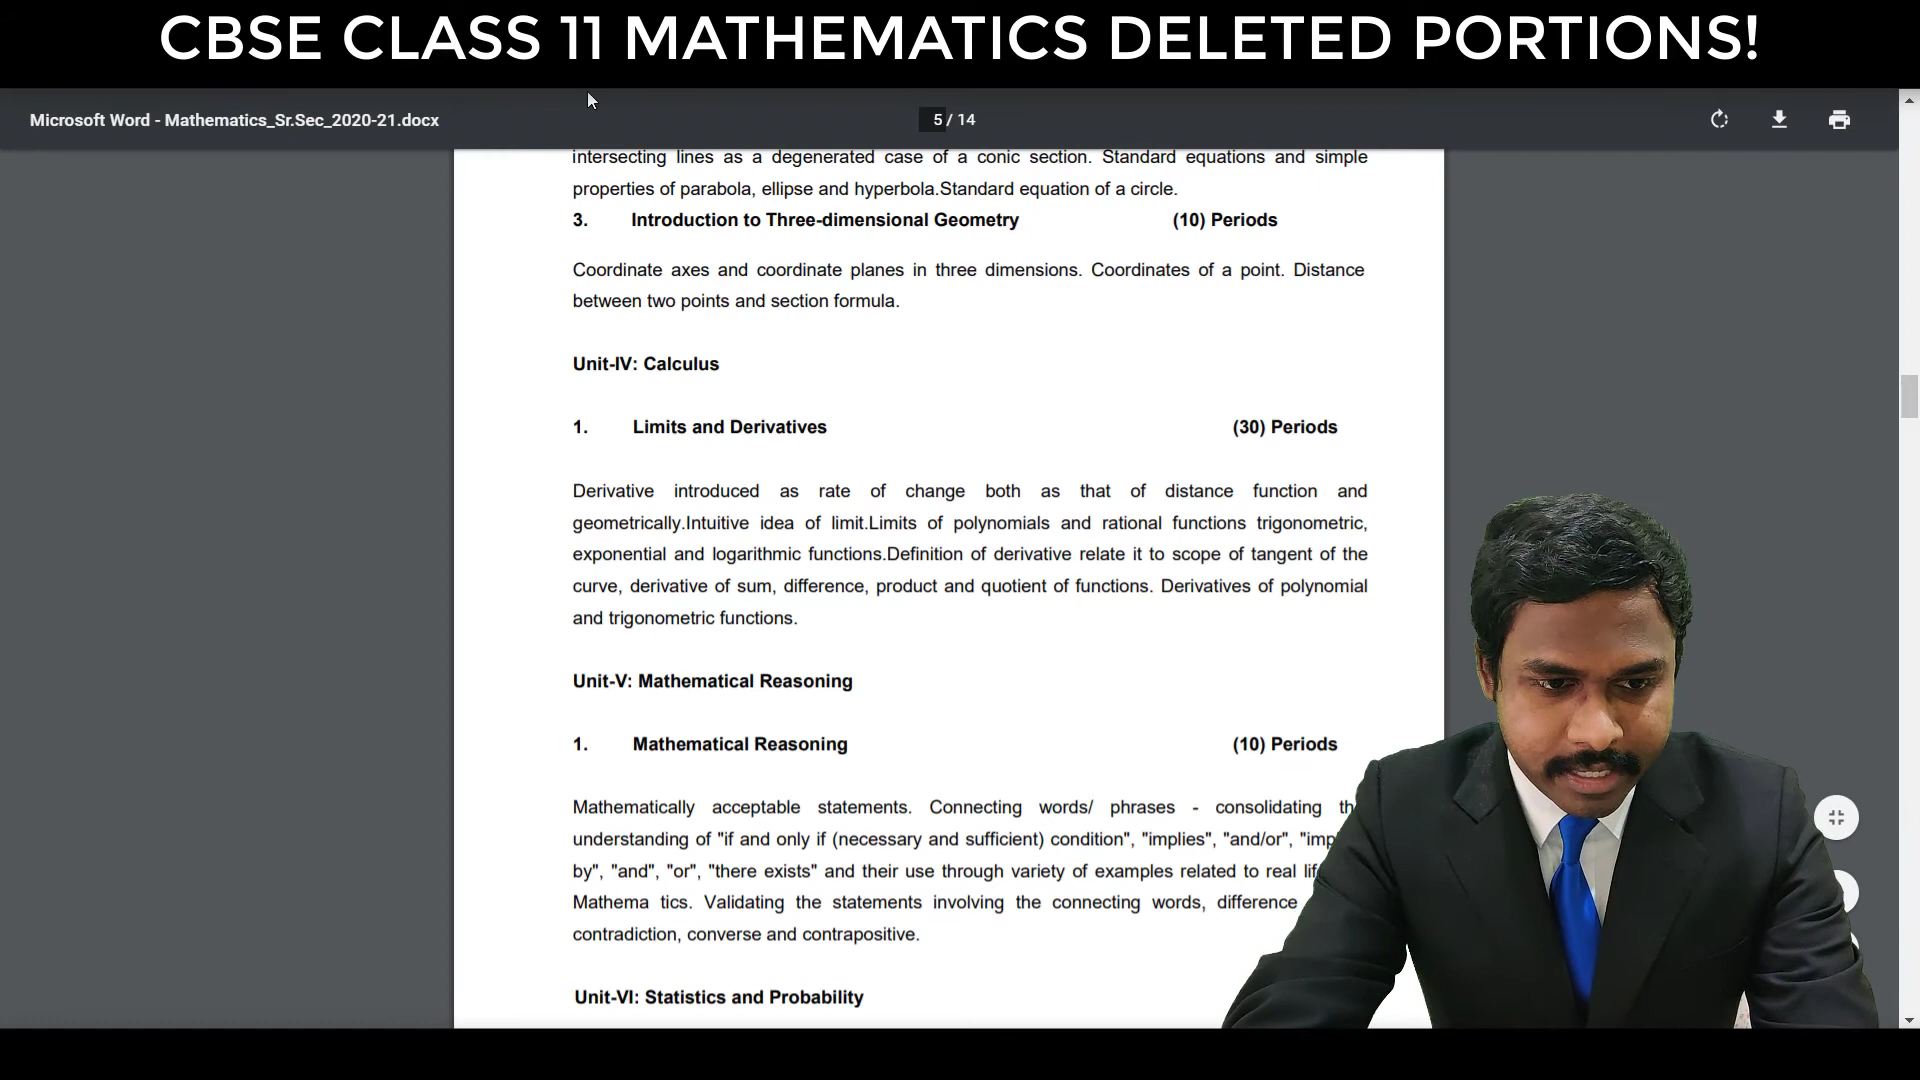 CBSE CLASS 11 MATHEMATICS DELETED PORTIONS!
Microsoft Word - Mathematics_Sr.Sec_2020-21.docx
5 / 14
intersecting lines as a degenerated case of a conic section. Standard equations and simple
properties of parabola, ellipse and hyperbola.Standard equation of a circle.
3. Introduction to Three-dimensional Geometry (10) Periods
Coordinate axes and coordinate planes in three dimensions. Coordinates of a point. Distance
between two points and section formula.
Unit-IV: Calculus
1. Limits and Derivatives (30) Periods
Derivative introduced as rate of change both as that of distance function and
geometrically.Intuitive idea of limit.Limits of polynomials and rational functions trigonometric,
exponential and logarithmic functions.Definition of derivative relate it to scope of tangent of the
curve, derivative of sum, difference, product and quotient of functions. Derivatives of polynomial
and trigonometric functions.
Unit-V: Mathematical Reasoning
1. Mathematical Reasoning (10) Periods
Mathematically acceptable statements. Connecting words/ phrases - consolidating
understanding of "if and only if (necessary and sufficient) condition", "implies", "and/or",
by", "and", "or", "there exists" and their use through variety of examples related to real
Mathema tics. Validating the statements involving the connecting words, difference
contradiction, converse and contrapositive.
Unit-VI: Statistics and Probability